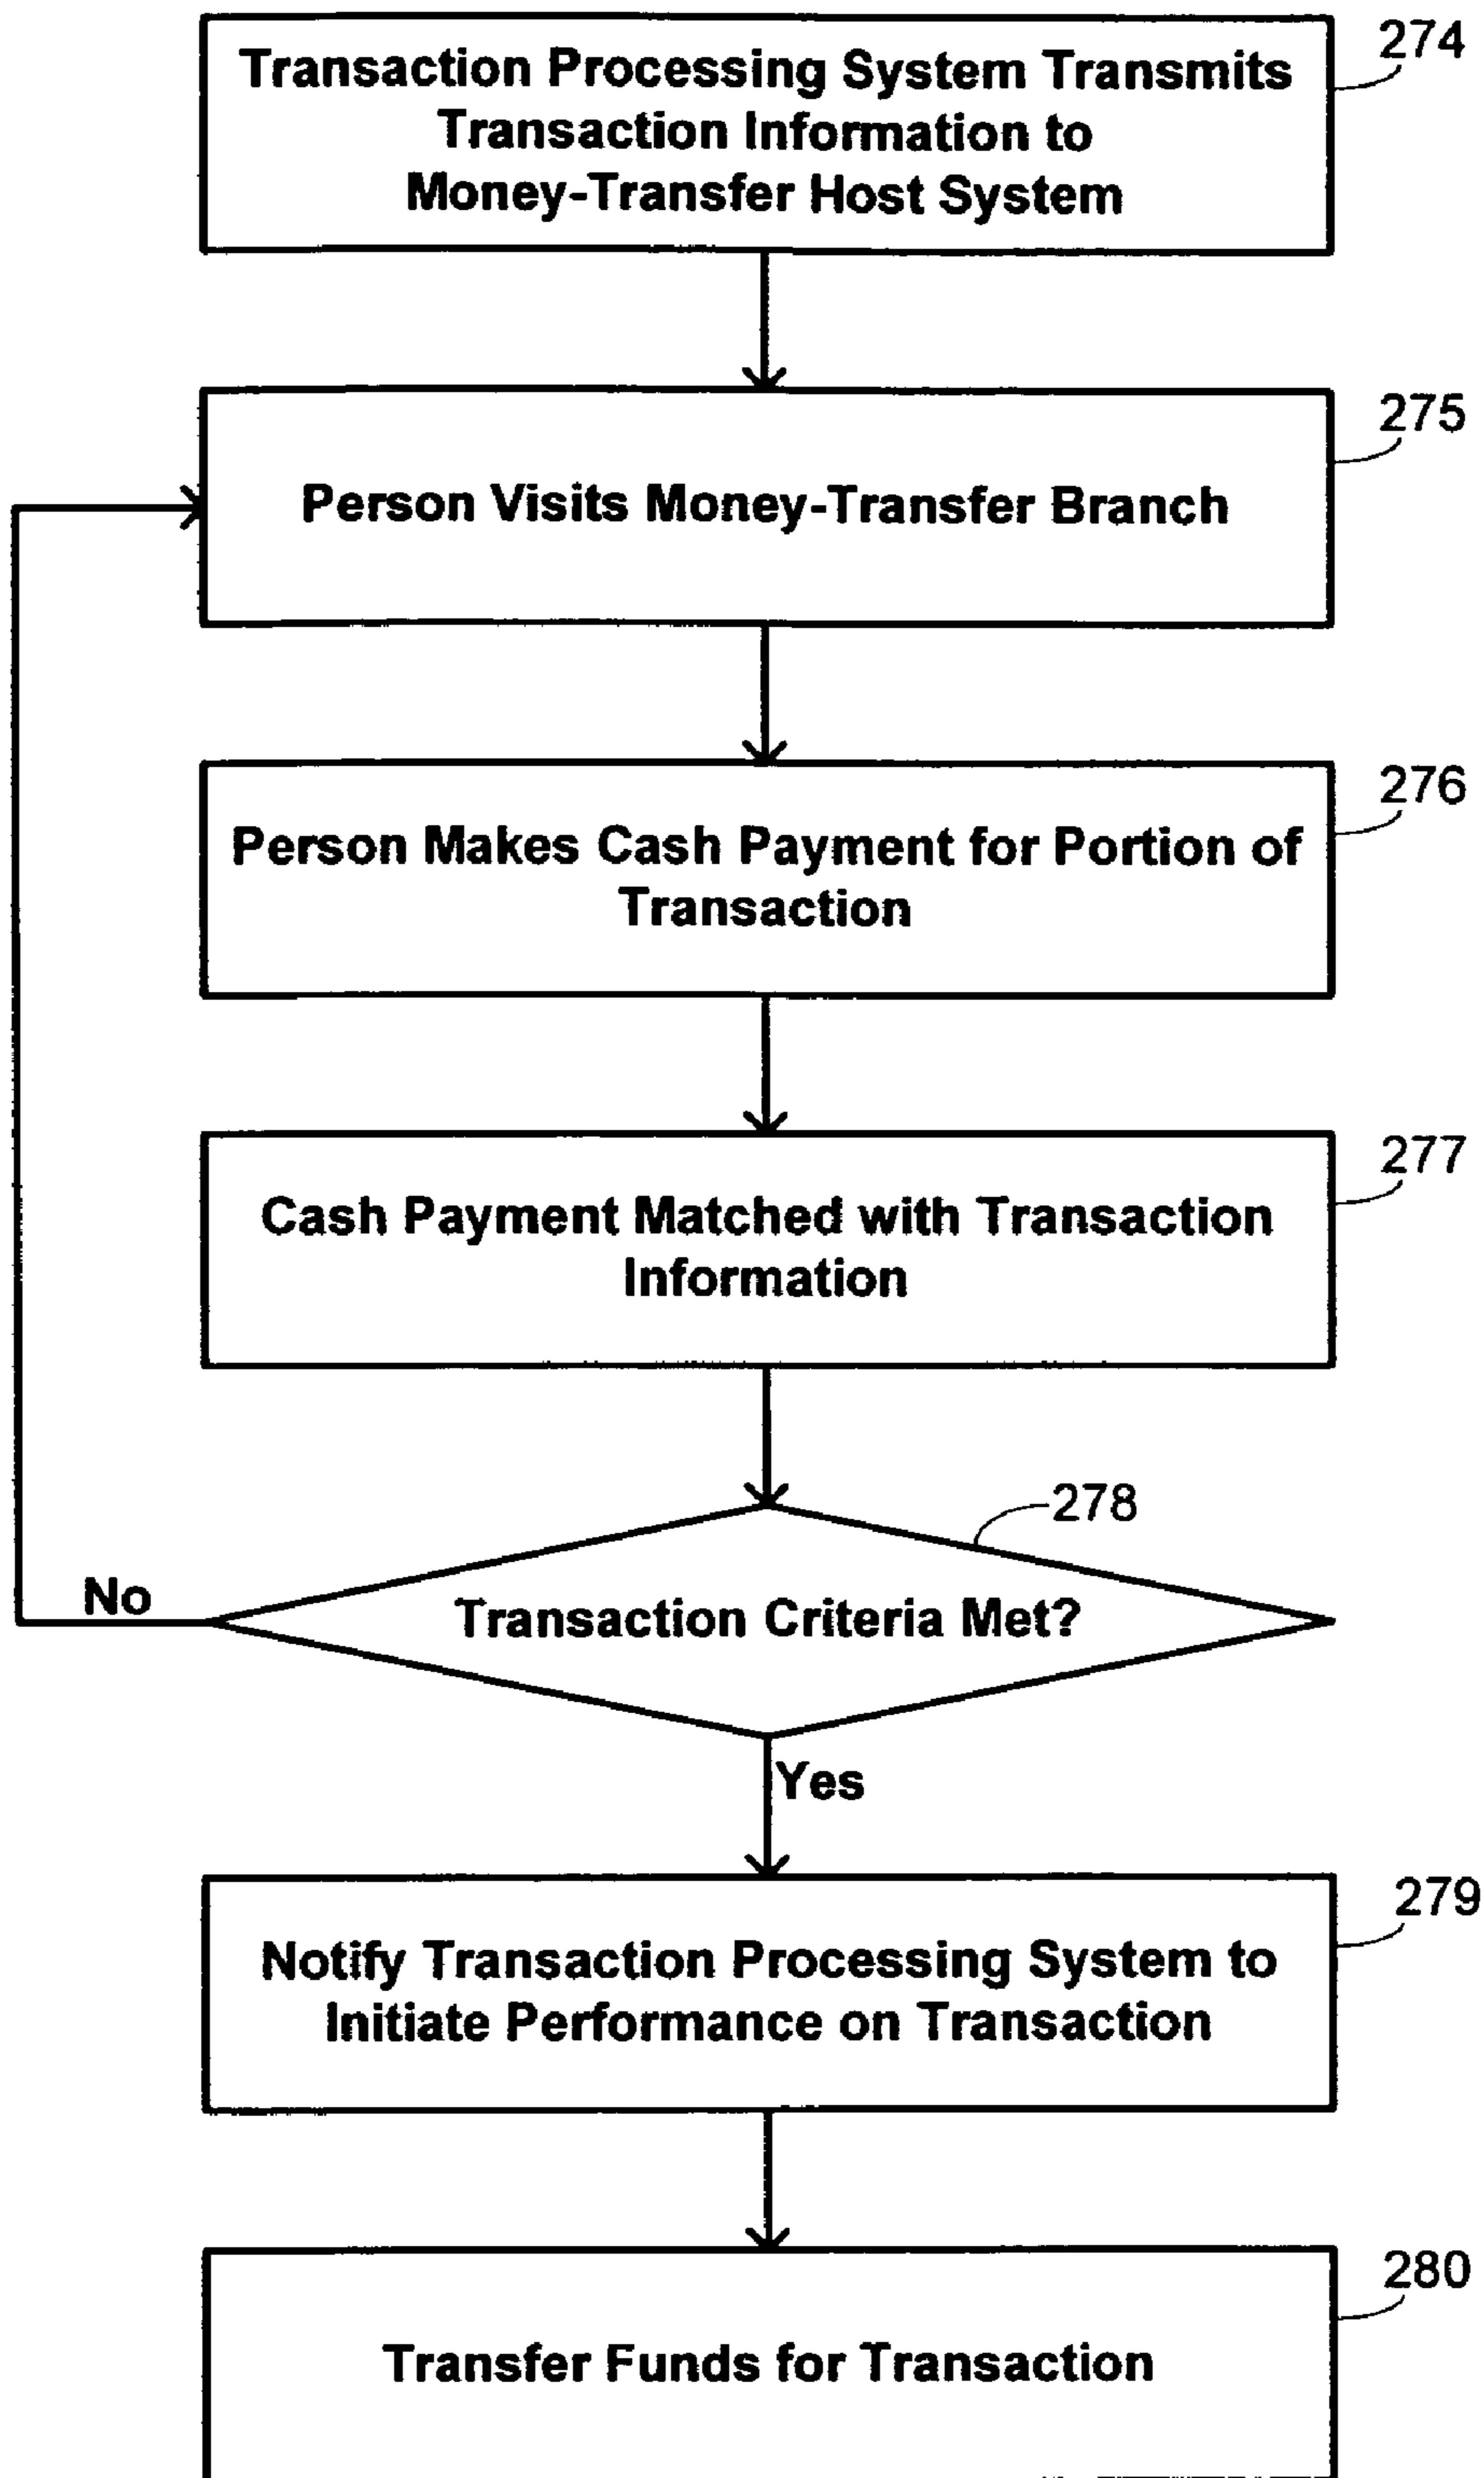 274
Transaction Processing System Transmits
Transaction Information to
Money-Transfer Host System
275
Person Visits Money-Transfer Branch
276
Person Makes Cash Payment for Portion of
Transaction
277
Cash Payment Matched with Transaction
Information
278
Transaction Criteria Met?
No
Yes
279
Notify Transaction Processing System to
Initiate Performance on Transaction
280
Transfer Funds for Transaction